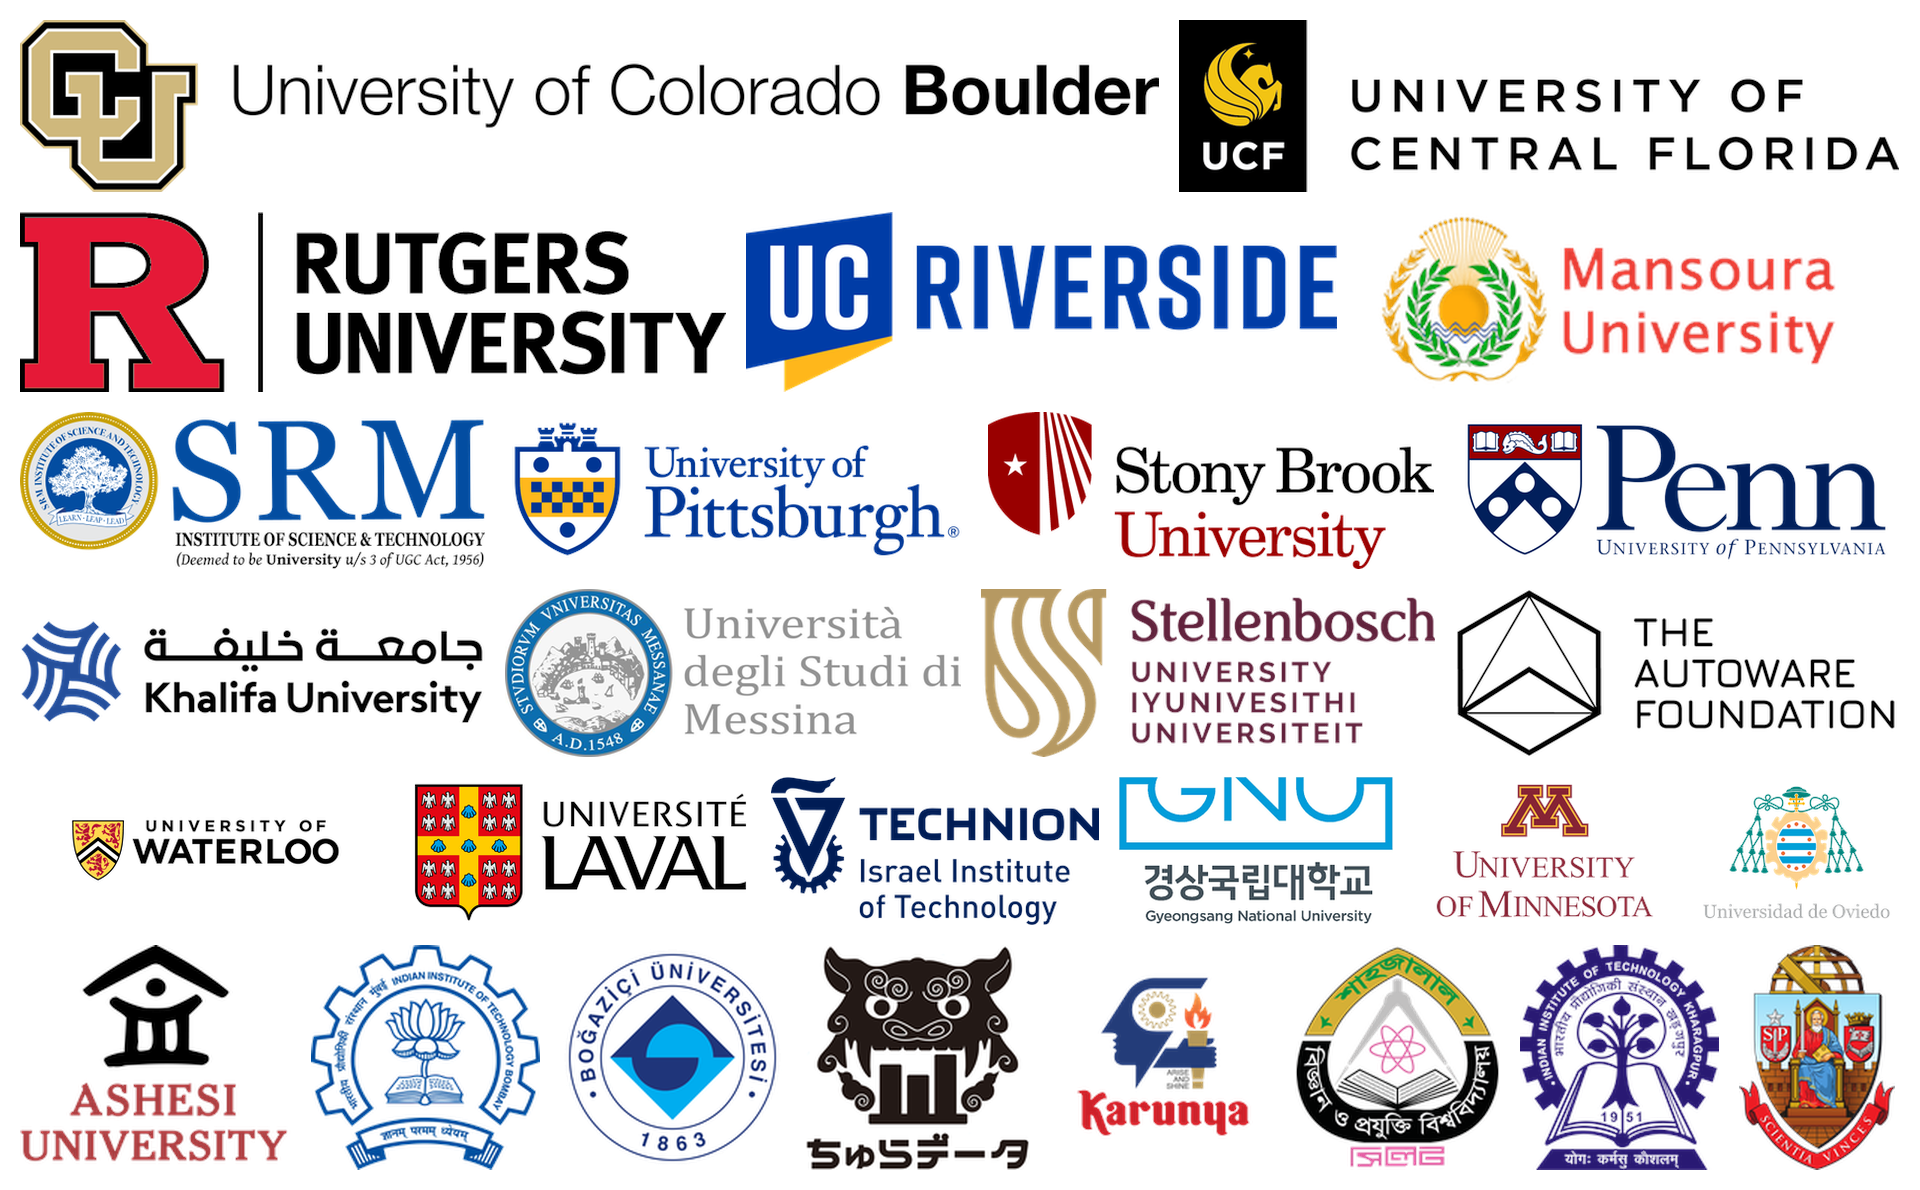 CU
University of Colorado Boulder
UCF
UNIVERSITY OF
CENTRAL FLORIDA
R
RUTGERS
UNIVERSITY
UC RIVERSIDE
Mansoura
University
SRM INSTITUTE OF SCIENCE AND TECHNOLOGY
LEARN · LEAP · LEAD
SRM
INSTITUTE OF SCIENCE & TECHNOLOGY
(Deemed to be University u/s 3 of UGC Act, 1956)
University of
Pittsburgh®
Stony Brook
University
Penn
UNIVERSITY of PENNSYLVANIA
جامعة خليفة
Khalifa University
STVDIORVM VNIVERSITAS MESSANAE
A.D.1548
Università
degli Studi di
Messina
Stellenbosch
UNIVERSITY
IYUNIVESITHI
UNIVERSITEIT
THE
AUTOWARE
FOUNDATION
UNIVERSITY OF
WATERLOO
UNIVERSITÉ
LAVAL
TECHNION
Israel Institute
of Technology
GNU
경상국립대학교
Gyeongsang National University
M
UNIVERSITY
OF MINNESOTA
Universidad de Oviedo
ASHESI
UNIVERSITY
भारतीय प्रौद्योगिकी संस्थान मुंबई INDIAN INSTITUTE OF TECHNOLOGY BOMBAY
ज्ञानम् परमम् ध्येयम्
BOĞAZİÇİ ÜNİVERSİTESİ
1863
ちゅらデータ
ARISE
AND
SHINE
Karunya
শাহজালাল
বিজ্ঞান ও প্রযুক্তি বিশ্ববিদ্যালয়
সিলেট
INDIAN INSTITUTE OF TECHNOLOGY KHARAGPUR
भारतीय प्रौद्योगिकी संस्थान खड़गपुर
1951
योगः कर्मसु कौशलम्
SP
SCIENTIA VINCES